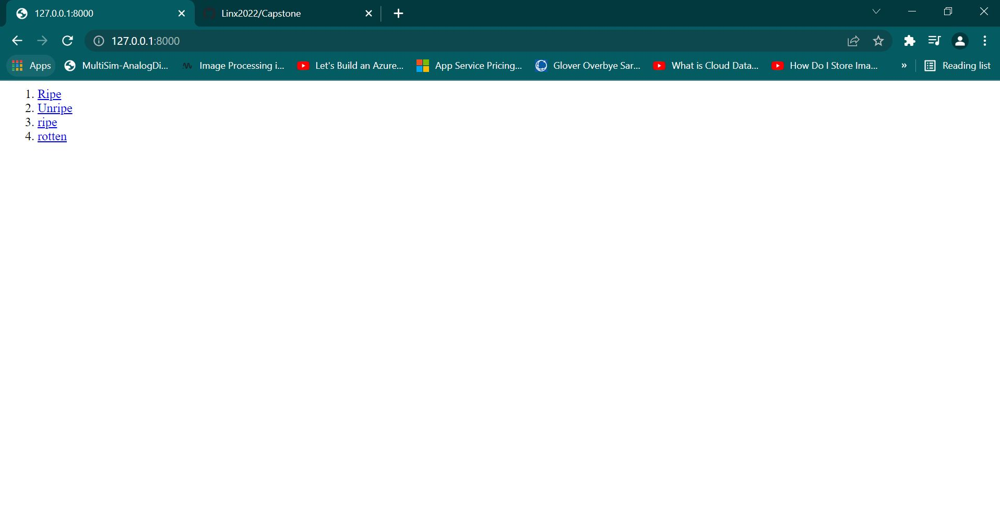 127.0.0.1:8000
Linx2022/Capstone
127.0.0.1:8000
Apps MultiSim-AnalogDi... Image Processing i... Let's Build an Azure... App Service Pricing... Glover Overbye Sar... What is Cloud Data... How Do I Store Ima... » Reading list
1. Ripe
2. Unripe
3. ripe
4. rotten